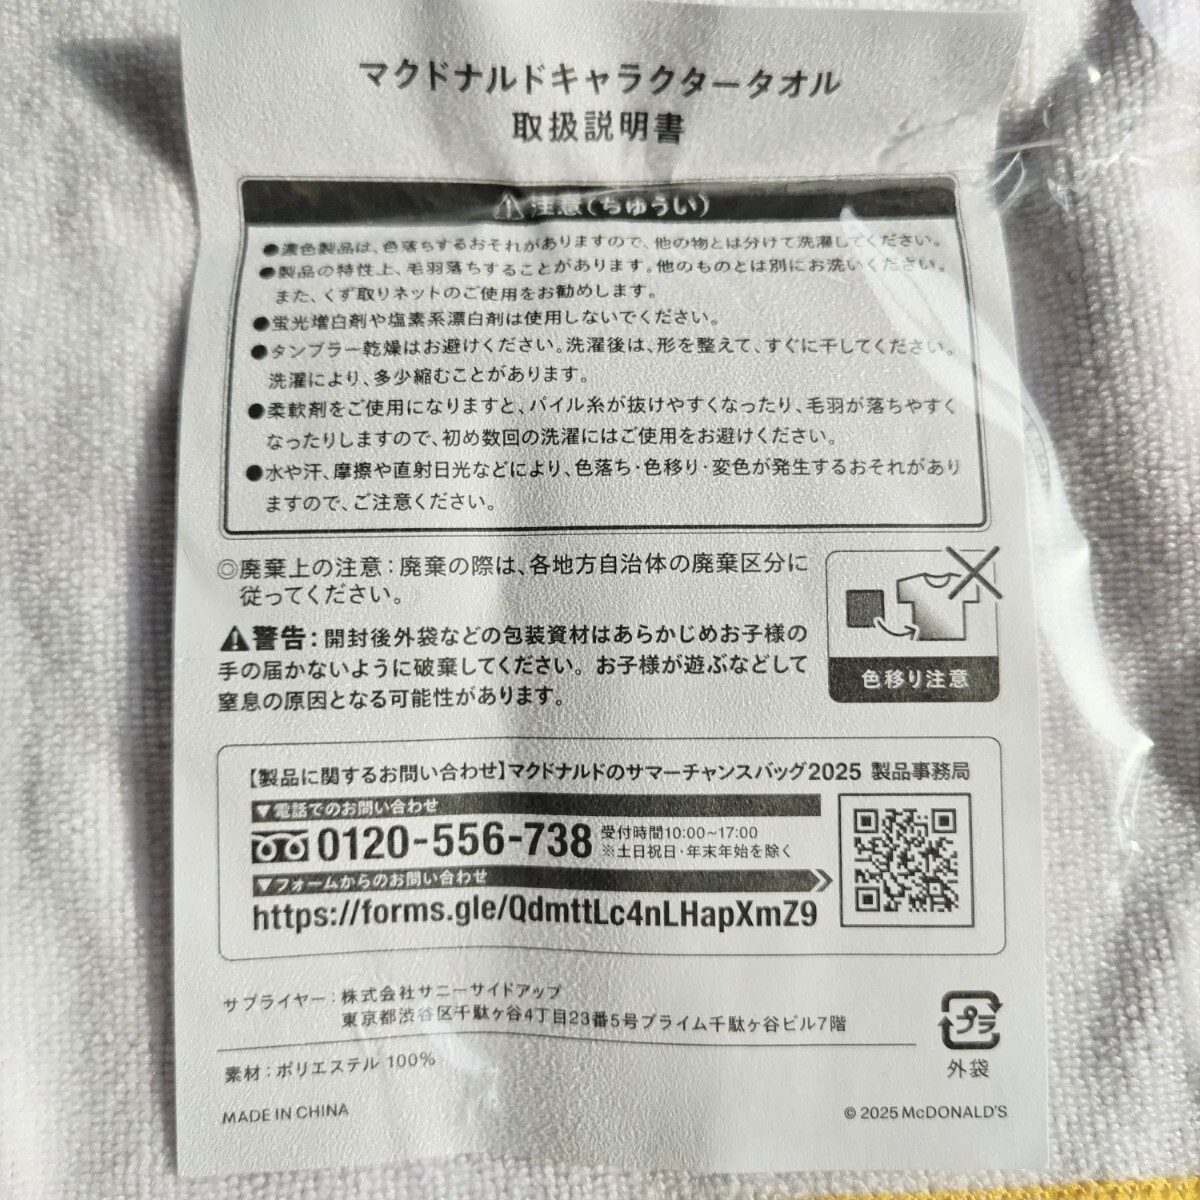 マクドナルドキャラクタータオル
取扱説明書
注意(ちゅうい)
●濃色製品は、色落ちするおそれがありますので、他の物とは分けて洗濯してください。
●製品の特性上、毛羽落ちすることがあります。他のものとは別にお洗いください。
また、くず取りネットのご使用をお勧めします。
●蛍光増白剤や塩素系漂白剤は使用しないでください。
●タンブラー乾燥はお避けください。洗濯後は、形を整えて、すぐに干してください。
洗濯により、多少縮むことがあります。
●柔軟剤をご使用になりますと、パイル糸が抜けやすくなったり、毛羽が落ちやすく
なったりしますので、初め数回の洗濯にはご使用をお避けください。
●水や汗、摩擦や直射日光などにより、色落ち・色移り・変色が発生するおそれがあり
ますので、ご注意ください。
◎廃棄上の注意：廃棄の際は、各地方自治体の廃棄区分に
従ってください。
警告：開封後外袋などの包装資材はあらかじめお子様の
手の届かないように破棄してください。お子様が遊ぶなどして
窒息の原因となる可能性があります。
色移り注意
【製品に関するお問い合わせ】マクドナルドのサマーチャンスバッグ2025 製品事務局
▼電話でのお問い合わせ
0120-556-738 受付時間10:00~17:00
※土日祝日・年末年始を除く
▼フォームからのお問い合わせ
https://forms.gle/QdmttLc4nLHapXmZ9
サプライヤー：株式会社サニーサイドアップ
東京都渋谷区千駄ヶ谷4丁目23番5号プライム千駄ヶ谷ビル7階
プラ
外袋
素材：ポリエステル 100%
MADE IN CHINA
© 2025 McDONALD'S